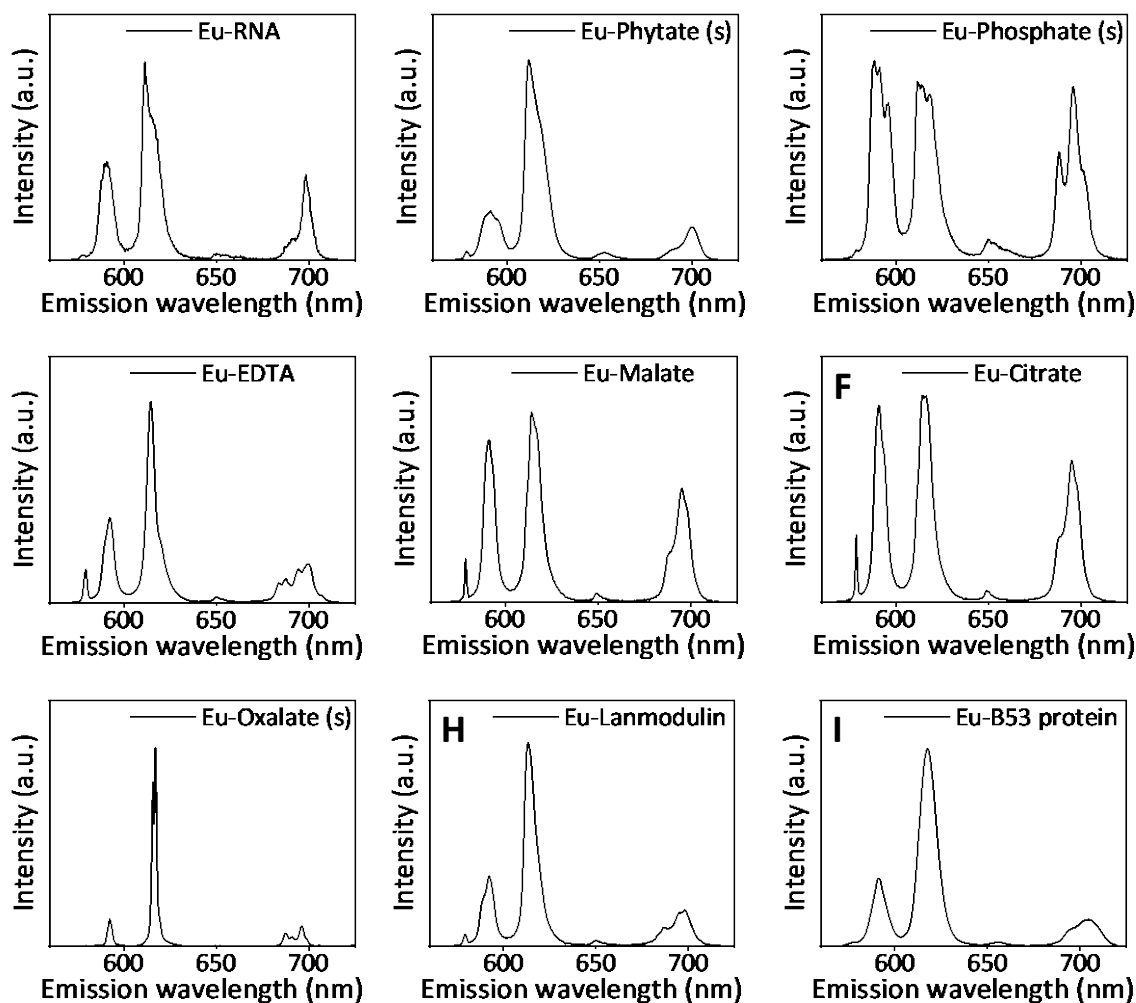 Eu-RNA
Intensity (a.u.)
600 650 700
Emission wavelength (nm)
Eu-Phytate (s)
Intensity (a.u.)
600 650 700
Emission wavelength (nm)
Eu-Phosphate (s)
Intensity (a.u.)
600 650 700
Emission wavelength (nm)
Eu-EDTA
Intensity (a.u.)
600 650 700
Emission wavelength (nm)
Eu-Malate
Intensity (a.u.)
600 650 700
Emission wavelength (nm)
F
Eu-Citrate
Intensity (a.u.)
600 650 700
Emission wavelength (nm)
Eu-Oxalate (s)
Intensity (a.u.)
600 650 700
Emission wavelength (nm)
H
Eu-Lanmodulin
Intensity (a.u.)
600 650 700
Emission wavelength (nm)
I
Eu-B53 protein
Intensity (a.u.)
600 650 700
Emission wavelength (nm)